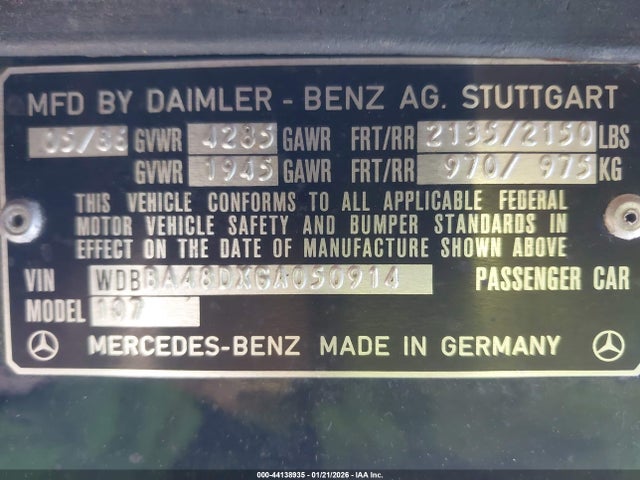 MFD BY DAIMLER - BENZ AG. STUTTGART
05/86 GVWR 4285 GAWR FRT/RR 2135/2150 LBS
GVWR 1945 GAWR FRT/RR 970/ 975 KG
THIS VEHICLE CONFORMS TO ALL APPLICABLE FEDERAL
MOTOR VEHICLE SAFETY AND BUMPER STANDARDS IN
EFFECT ON THE DATE OF MANUFACTURE SHOWN ABOVE
VIN WDBBA48DXGA050914 PASSENGER CAR
MODEL 107
MERCEDES-BENZ MADE IN GERMANY
000-44138935 - 01/21/2026 - IAA Inc.